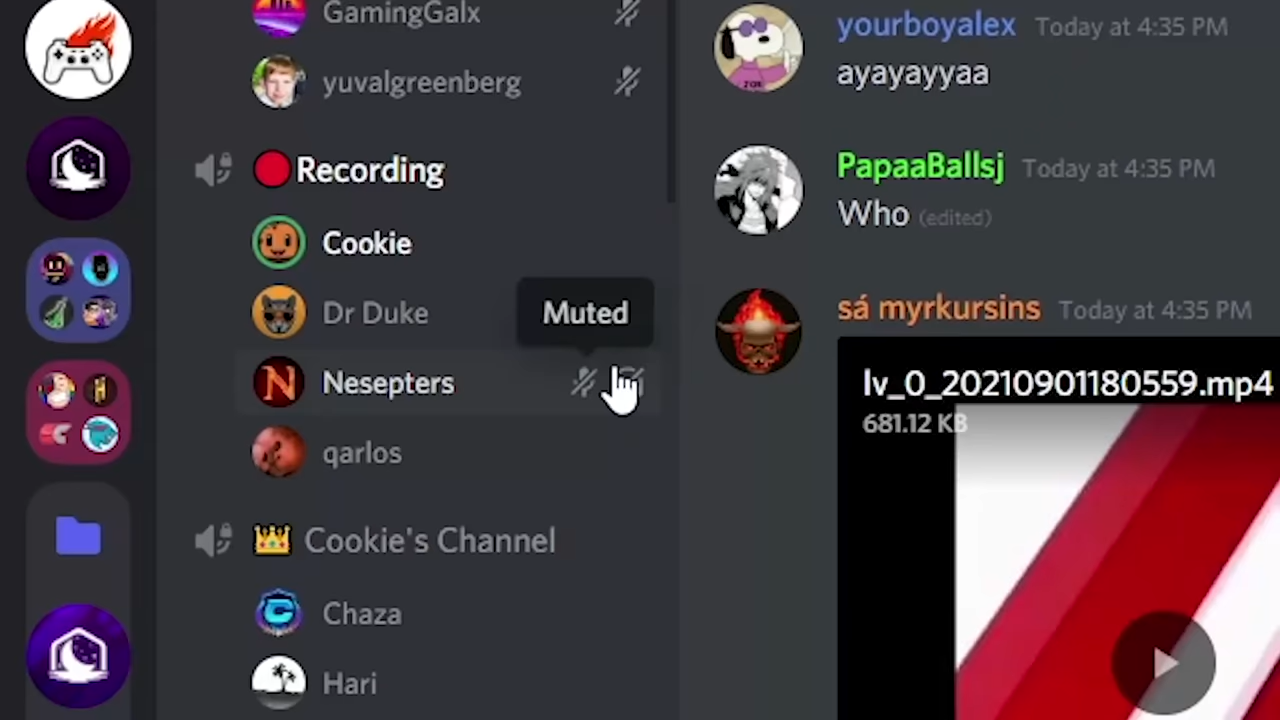 GamingGalx
yuvalgreenberg
Recording
Cookie
Dr Duke
Muted
Nesepters
qarlos
Cookie's Channel
Chaza
Hari
yourboyalex Today at 4:35 PM
ayayayyaa
PapaaBallsj Today at 4:35 PM
Who (edited)
sá myrkursins Today at 4:35 PM
lv_0_20210901180559.mp4
681.12 KB